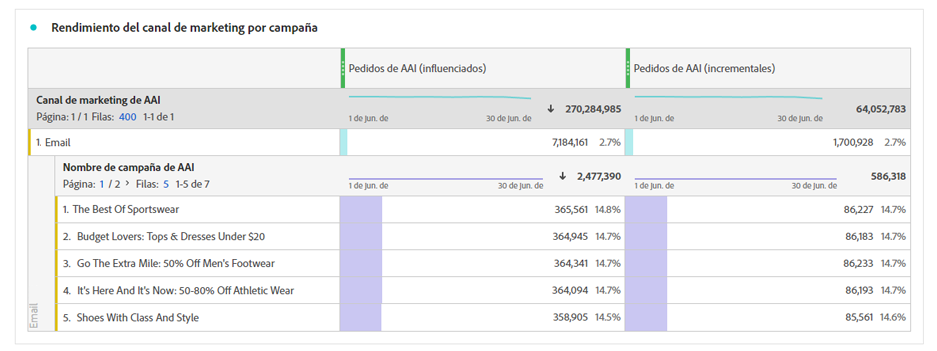 Rendimiento del canal de marketing por campaña
Pedidos de AAI (influenciados) Pedidos de AAI (incrementales)
Canal de marketing de AAI
Página: 1 / 1 Filas: 400 1-1 de 1
1 de jun. de 30 de jun. de ↓ 270,284,985
1 de jun. de 30 de jun. de 64,052,783
1. Email 7,184,161 2.7% 1,700,928 2.7%
Nombre de campaña de AAI
Página: 1 / 2 > Filas: 5 1-5 de 7
1 de jun. de 30 de jun. de ↓ 2,477,390
1 de jun. de 30 de jun. de 586,318
1. The Best Of Sportswear 365,561 14.8% 86,227 14.7%
2. Budget Lovers: Tops & Dresses Under $20 364,945 14.7% 86,183 14.7%
3. Go The Extra Mile: 50% Off Men's Footwear 364,341 14.7% 86,233 14.7%
4. It's Here And It's Now: 50-80% Off Athletic Wear 364,094 14.7% 86,193 14.7%
5. Shoes With Class And Style 358,905 14.5% 85,561 14.6%
Email